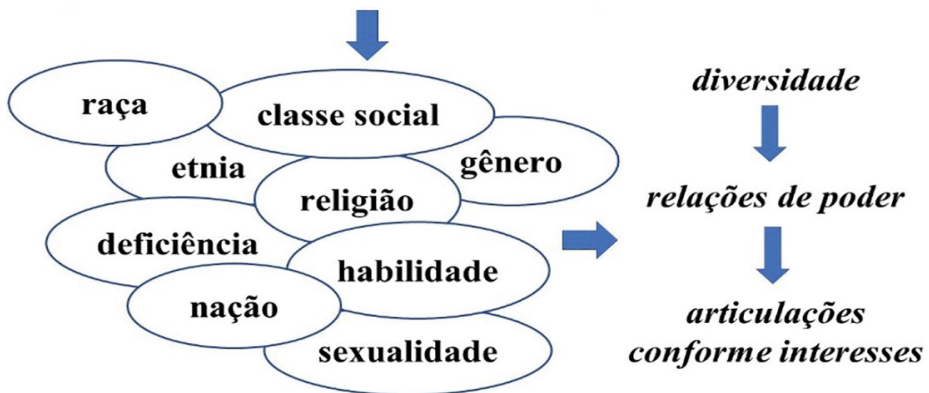 raça
classe social
etnia
gênero
religião
deficiência
habilidade
nação
sexualidade
diversidade
relações de poder
articulações
conforme interesses